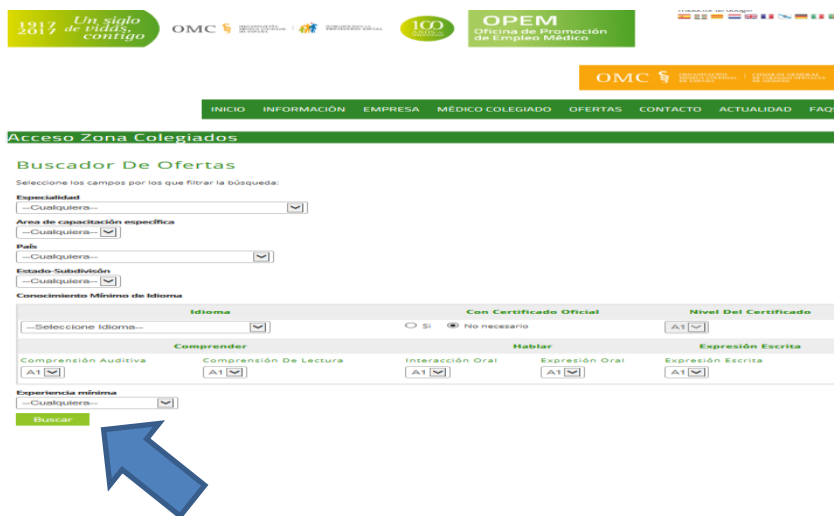 1917 Un siglo
2017 de vidas,
contigo
OMC
100
OPEM
Oficina de Promoción
de Empleo Médico
OMC
INICIO INFORMACIÓN EMPRESA MÉDICO COLEGIADO OFERTAS CONTACTO ACTUALIDAD FAQ
Acceso Zona Colegiados
Buscador De Ofertas
Seleccione los campos por los que filtrar la búsqueda:
Especialidad
--Cualquiera--
Area de capacitación específica
--Cualquiera--
País
--Cualquiera--
Estado-Subdivisón
--Cualquiera--
Conocimiento Mínimo de Idioma
Idioma Con Certificado Oficial Nivel Del Certificado
--Seleccione Idioma-- Si No necesario A1
Comprender Hablar Expresión Escrita
Comprensión Auditiva Comprensión De Lectura Interacción Oral Expresión Oral Expresión Escrita
A1 A1 A1 A1 A1
Experiencia mínima
--Cualquiera--
Buscar